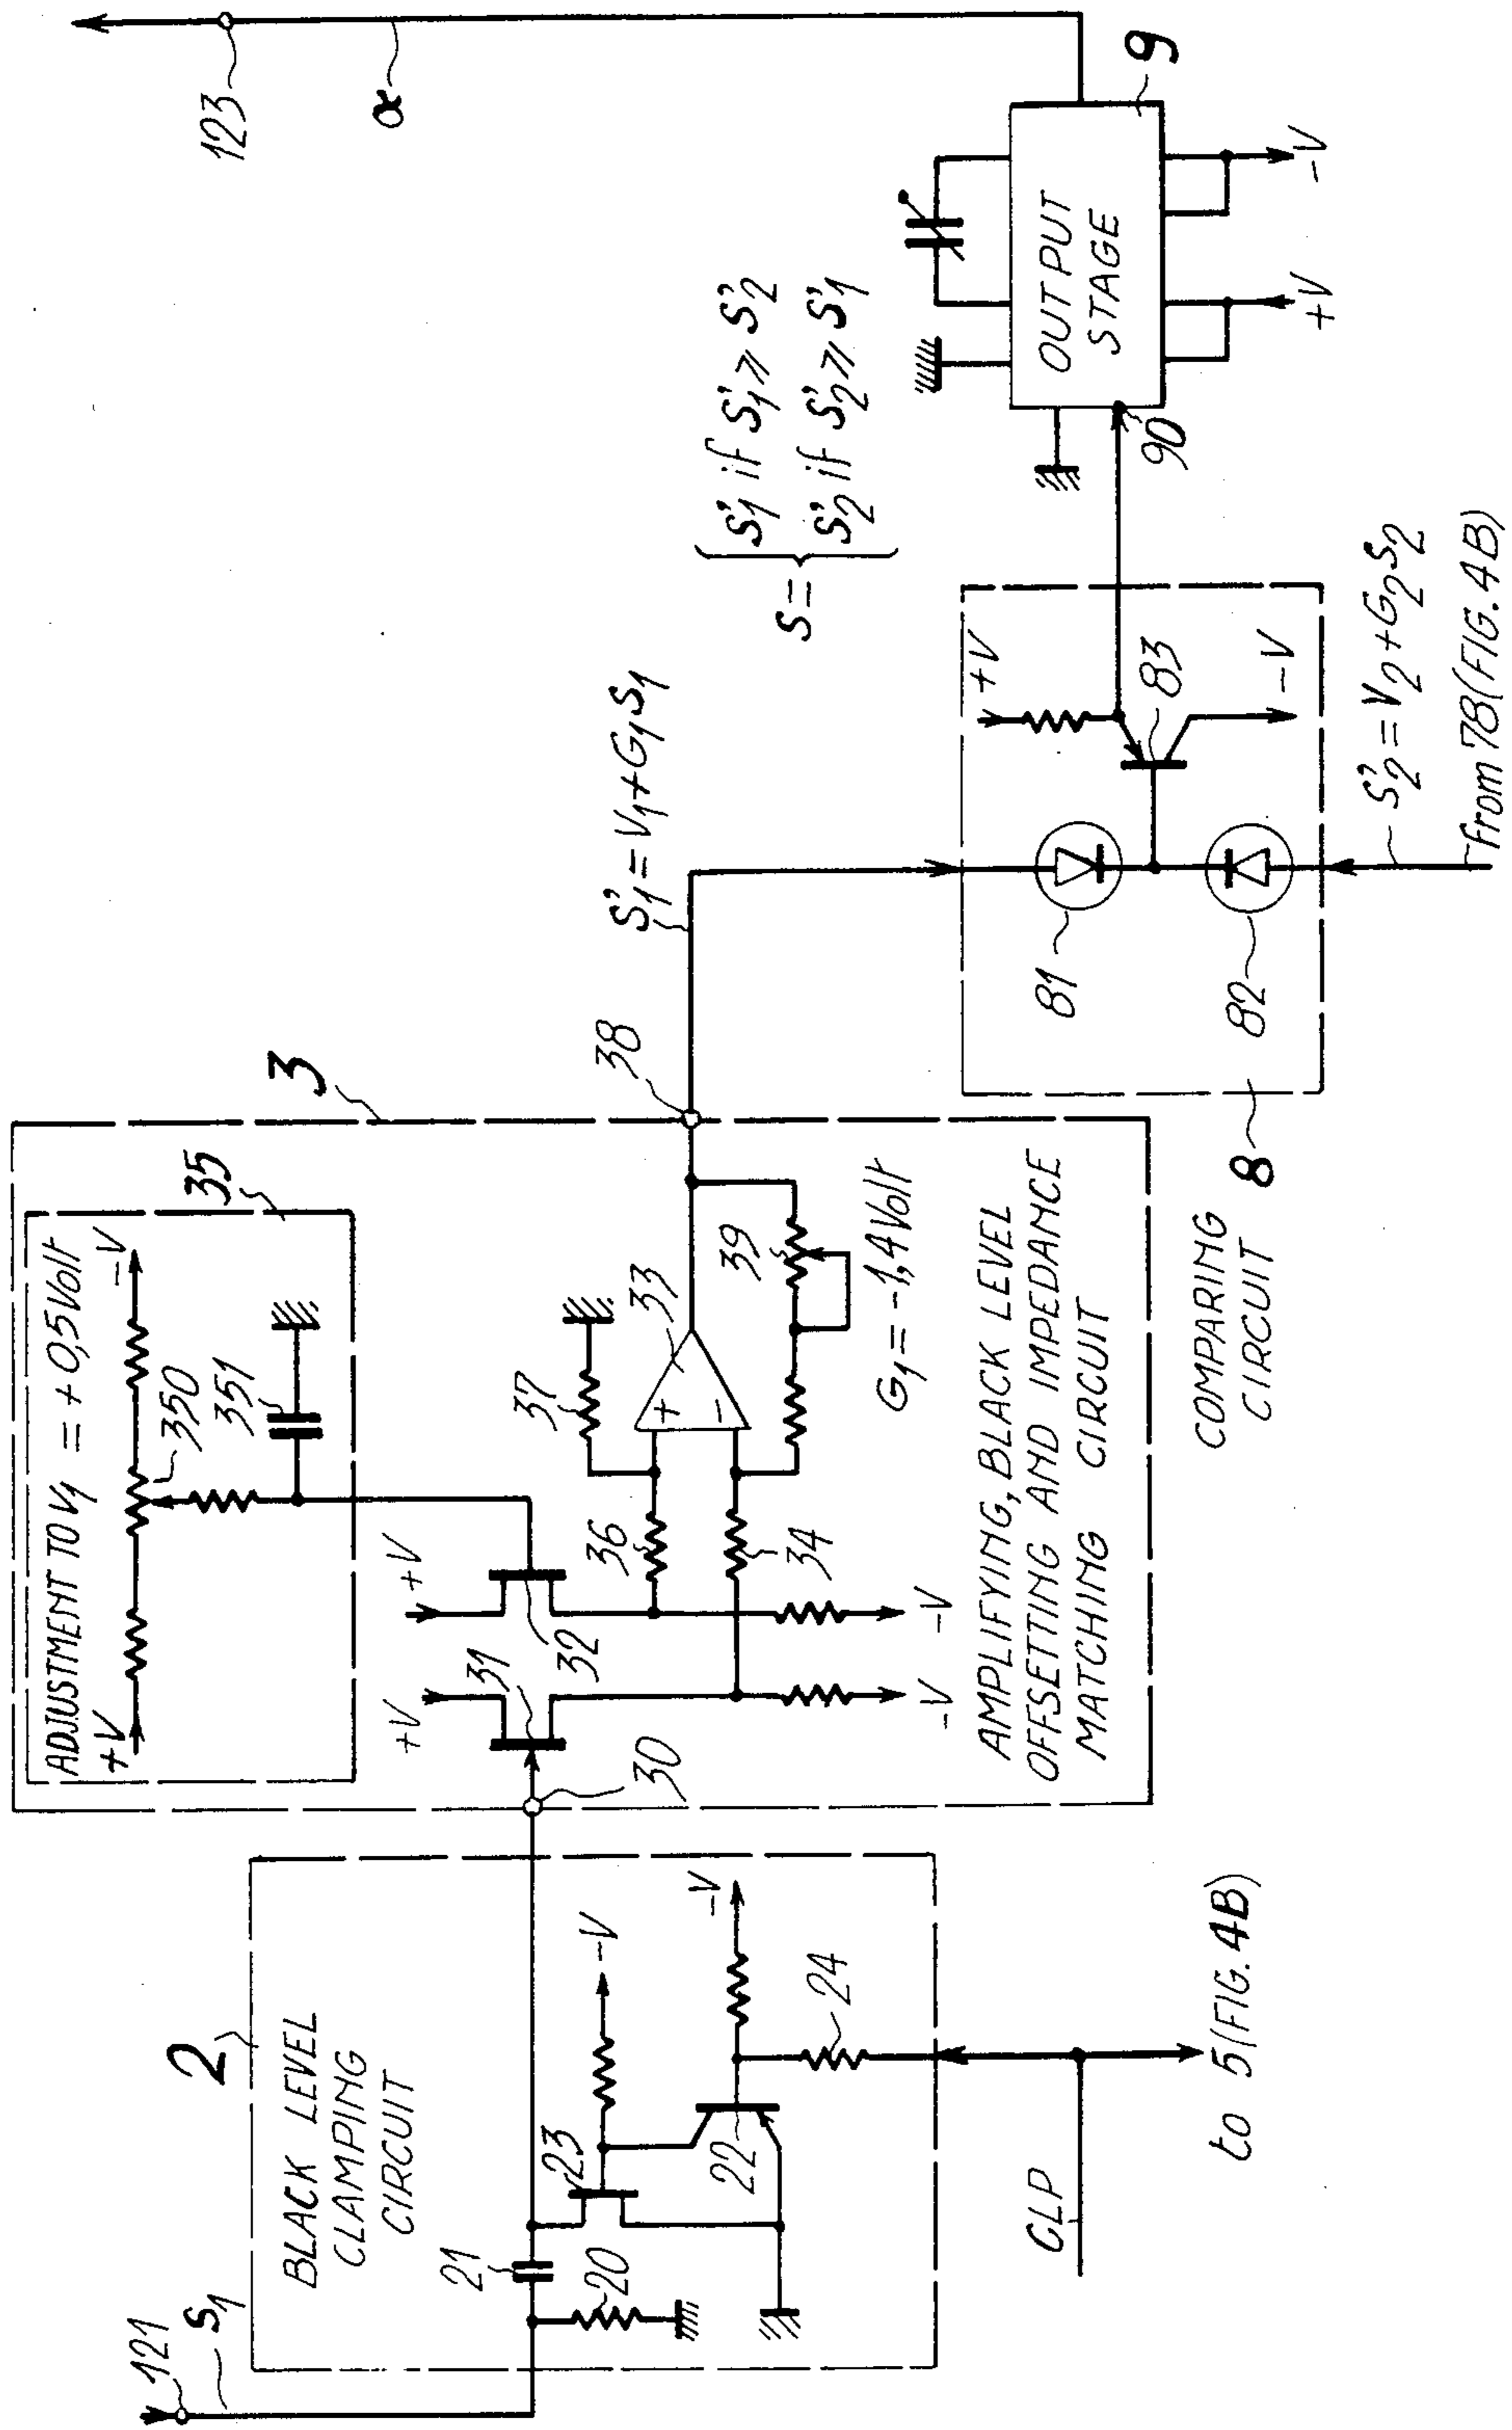 121
S1
2
BLACK LEVEL
CLAMPING
CIRCUIT
21
20
23
-V
22
-V
24
CLP
to 5 (FIG. 4B)
3
ADJUSTMENT TO V1 = +0,5 Volt
35
+V
-V
350
351
+V
+V
31
32
30
36
37
33
34
39
38
-V
-V
G1 = -1,4 Volt
AMPLIFYING, BLACK LEVEL
OFFSETTING AND IMPEDANCE
MATCHING CIRCUIT
S'1 = V1+G1S1
COMPARING
CIRCUIT
8
81
82
83
+V
-V
S'2 = V2+G2S2
from 78 (FIG. 4B)
S = { S'1 if S'1 ⩾ S'2
S'2 if S'2 ⩾ S'1
90
OUTPUT
STAGE
9
+V
-V
123
α